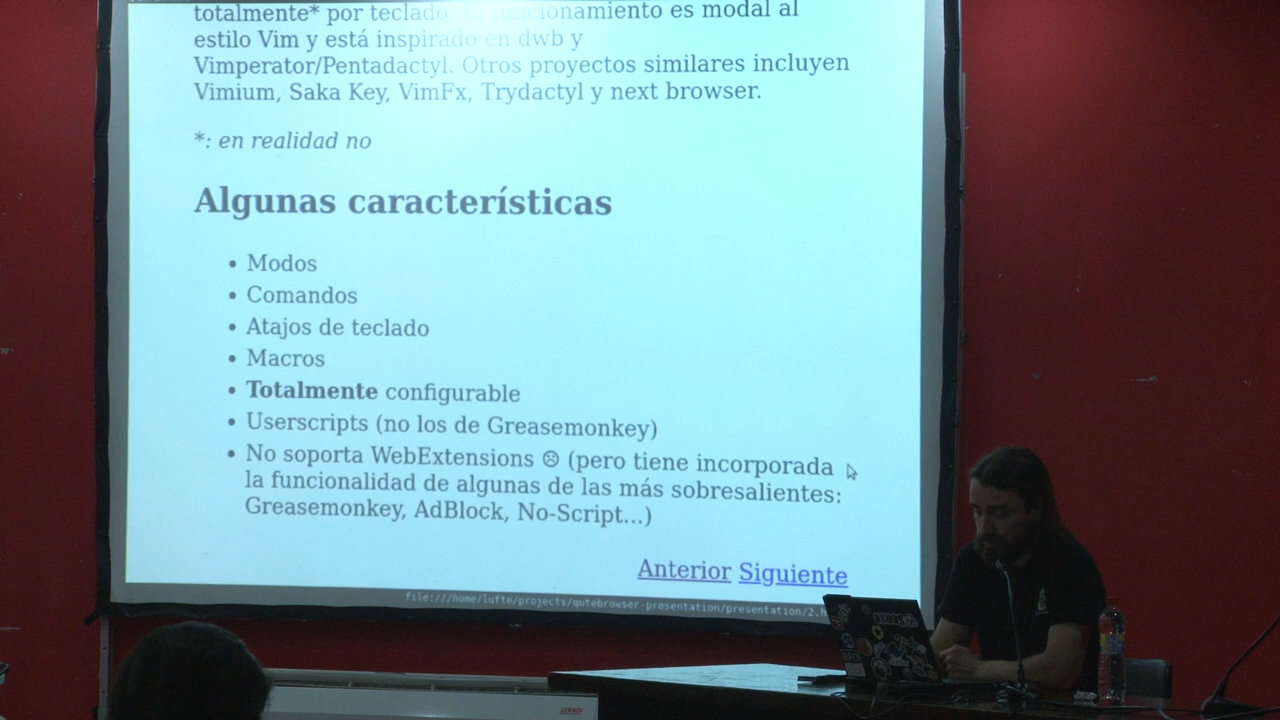 totalmente* por teclado. El funcionamiento es modal al
estilo Vim y está inspirado en dwb y
Vimperator/Pentadactyl. Otros proyectos similares incluyen
Vimium, Saka Key, VimFx, Trydactyl y next browser.
*: en realidad no
Algunas características
• Modos
• Comandos
• Atajos de teclado
• Macros
• Totalmente configurable
• Userscripts (no los de Greasemonkey)
• No soporta WebExtensions ☹ (pero tiene incorporada
la funcionalidad de algunas de las más sobresalientes:
Greasemonkey, AdBlock, No-Script...)
Anterior Siguiente
file:///home/lufte/projects/qutebrowser-presentation/presentation/2.h
LENNOX